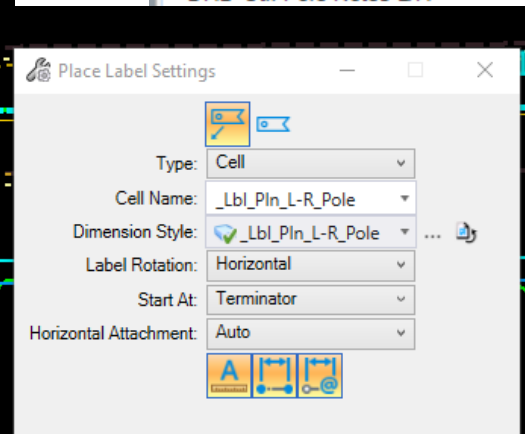 Place Label Settings
Type: Cell
Cell Name: _Lbl_Pln_L-R_Pole
Dimension Style: _Lbl_Pln_L-R_Pole ...
Label Rotation: Horizontal
Start At: Terminator
Horizontal Attachment: Auto
A @